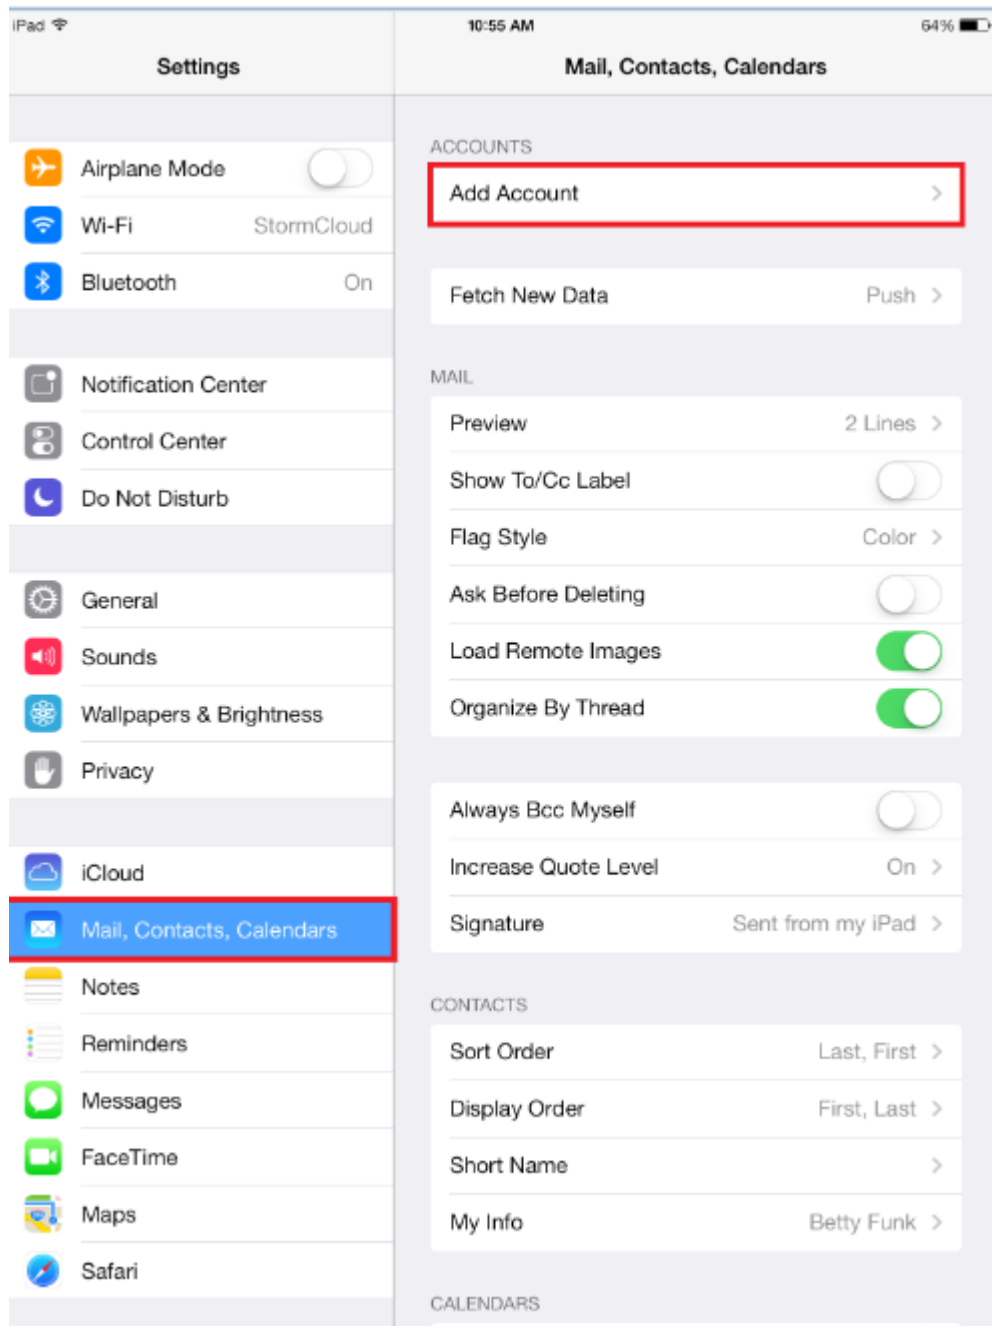 iPad 10:55 AM 64%
Settings
Airplane Mode
Wi-Fi StormCloud
Bluetooth On
Notification Center
Control Center
Do Not Disturb
General
Sounds
Wallpapers & Brightness
Privacy
iCloud
Mail, Contacts, Calendars
Notes
Reminders
Messages
FaceTime
Maps
Safari
Mail, Contacts, Calendars
ACCOUNTS
Add Account
Fetch New Data Push
MAIL
Preview 2 Lines
Show To/Cc Label
Flag Style Color
Ask Before Deleting
Load Remote Images
Organize By Thread
Always Bcc Myself
Increase Quote Level On
Signature Sent from my iPad
CONTACTS
Sort Order Last, First
Display Order First, Last
Short Name
My Info Betty Funk
CALENDARS